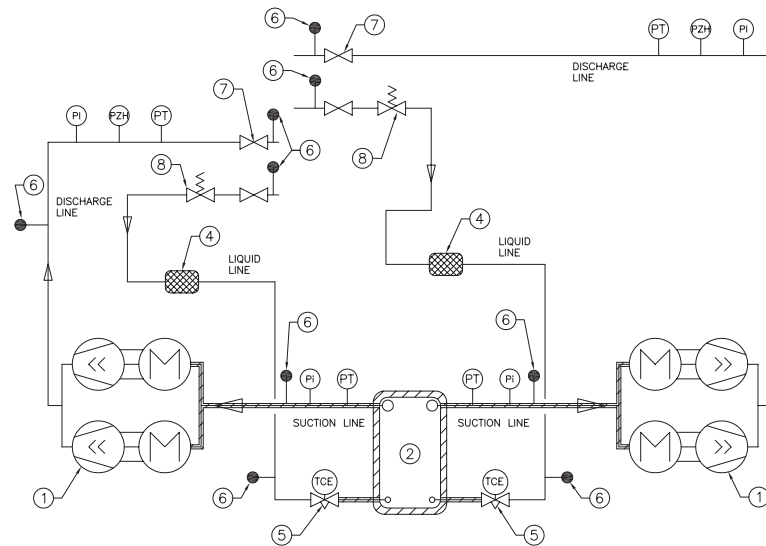 6
7
PT
PZH
PI
DISCHARGE
LINE
6
PI
PZH
PT
7
6
8
8
6
DISCHARGE
LINE
4
LIQUID
LINE
4
LIQUID
LINE
6
6
Pi
PT
PT
Pi
SUCTION LINE
SUCTION LINE
2
1
6
TCE
TCE
6
1
5
5